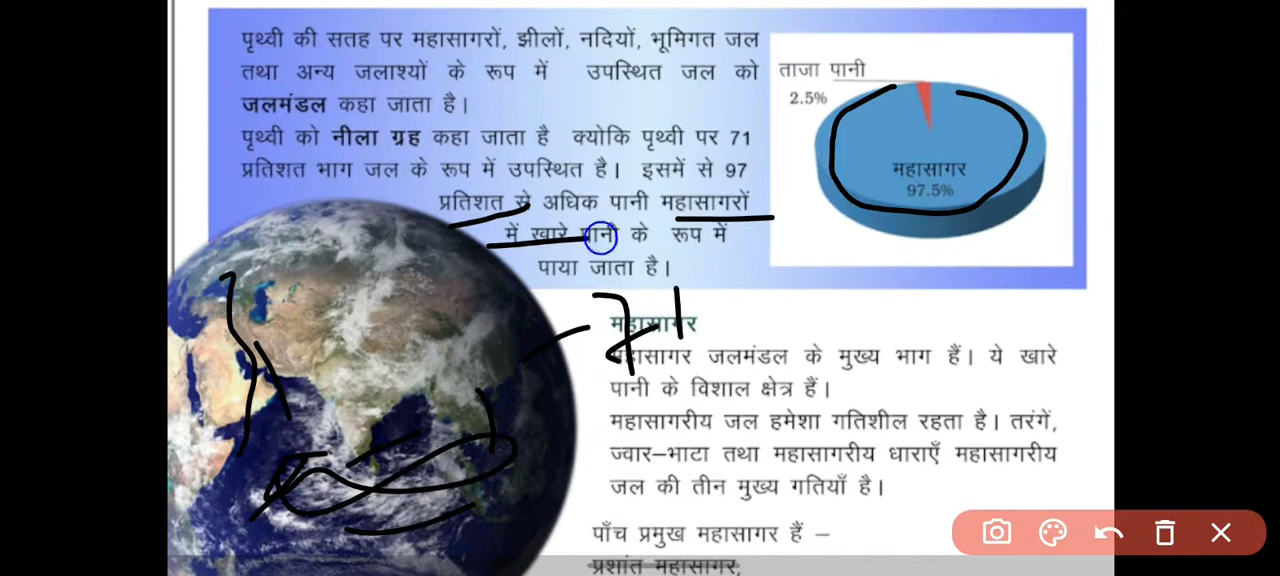 पृथ्वी की सतह पर महासागरों, झीलों, नदियों, भूमिगत जल
तथा अन्य जलाश्यों के रूप में उपस्थित जल को
जलमंडल कहा जाता है।
पृथ्वी को नीला ग्रह कहा जाता है क्योकि पृथ्वी पर 71
प्रतिशत भाग जल के रूप में उपस्थित है। इसमें से 97
प्रतिशत से अधिक पानी महासागरों
में खारे पानी के रूप में
पाया जाता है।
ताजा पानी
2.5%
महासागर
97.5%
71
महासागर
महासागर जलमंडल के मुख्य भाग हैं। ये खारे
पानी के विशाल क्षेत्र हैं।
महासागरीय जल हमेशा गतिशील रहता है। तरंगें,
ज्वार–भाटा तथा महासागरीय धाराएँ महासागरीय
जल की तीन मुख्य गतियाँ है।
पाँच प्रमुख महासागर हैं –
प्रशांत महासागर,